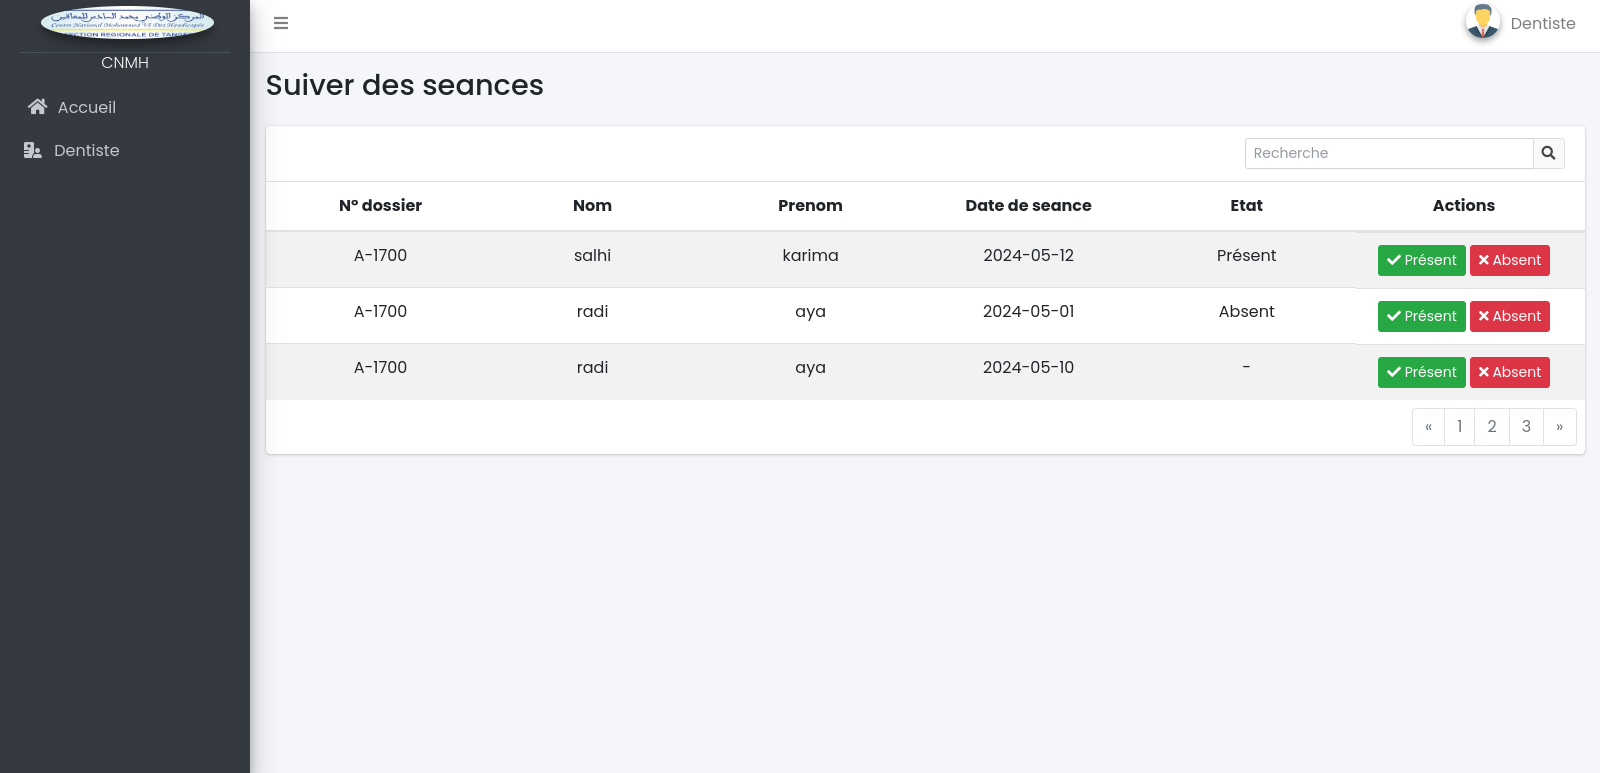 المركز الوطني محمد السادس للمعاقين
Centre National Mohammed VI Des Handicapés
RECTION REGIONALE DE TANG
CNMH
Accueil
Dentiste
Dentiste
Suiver des seances
Recherche
N° dossier Nom Prenom Date de seance Etat Actions
A-1700 salhi karima 2024-05-12 Présent Présent Absent
A-1700 radi aya 2024-05-01 Absent Présent Absent
A-1700 radi aya 2024-05-10 - Présent Absent
« 1 2 3 »